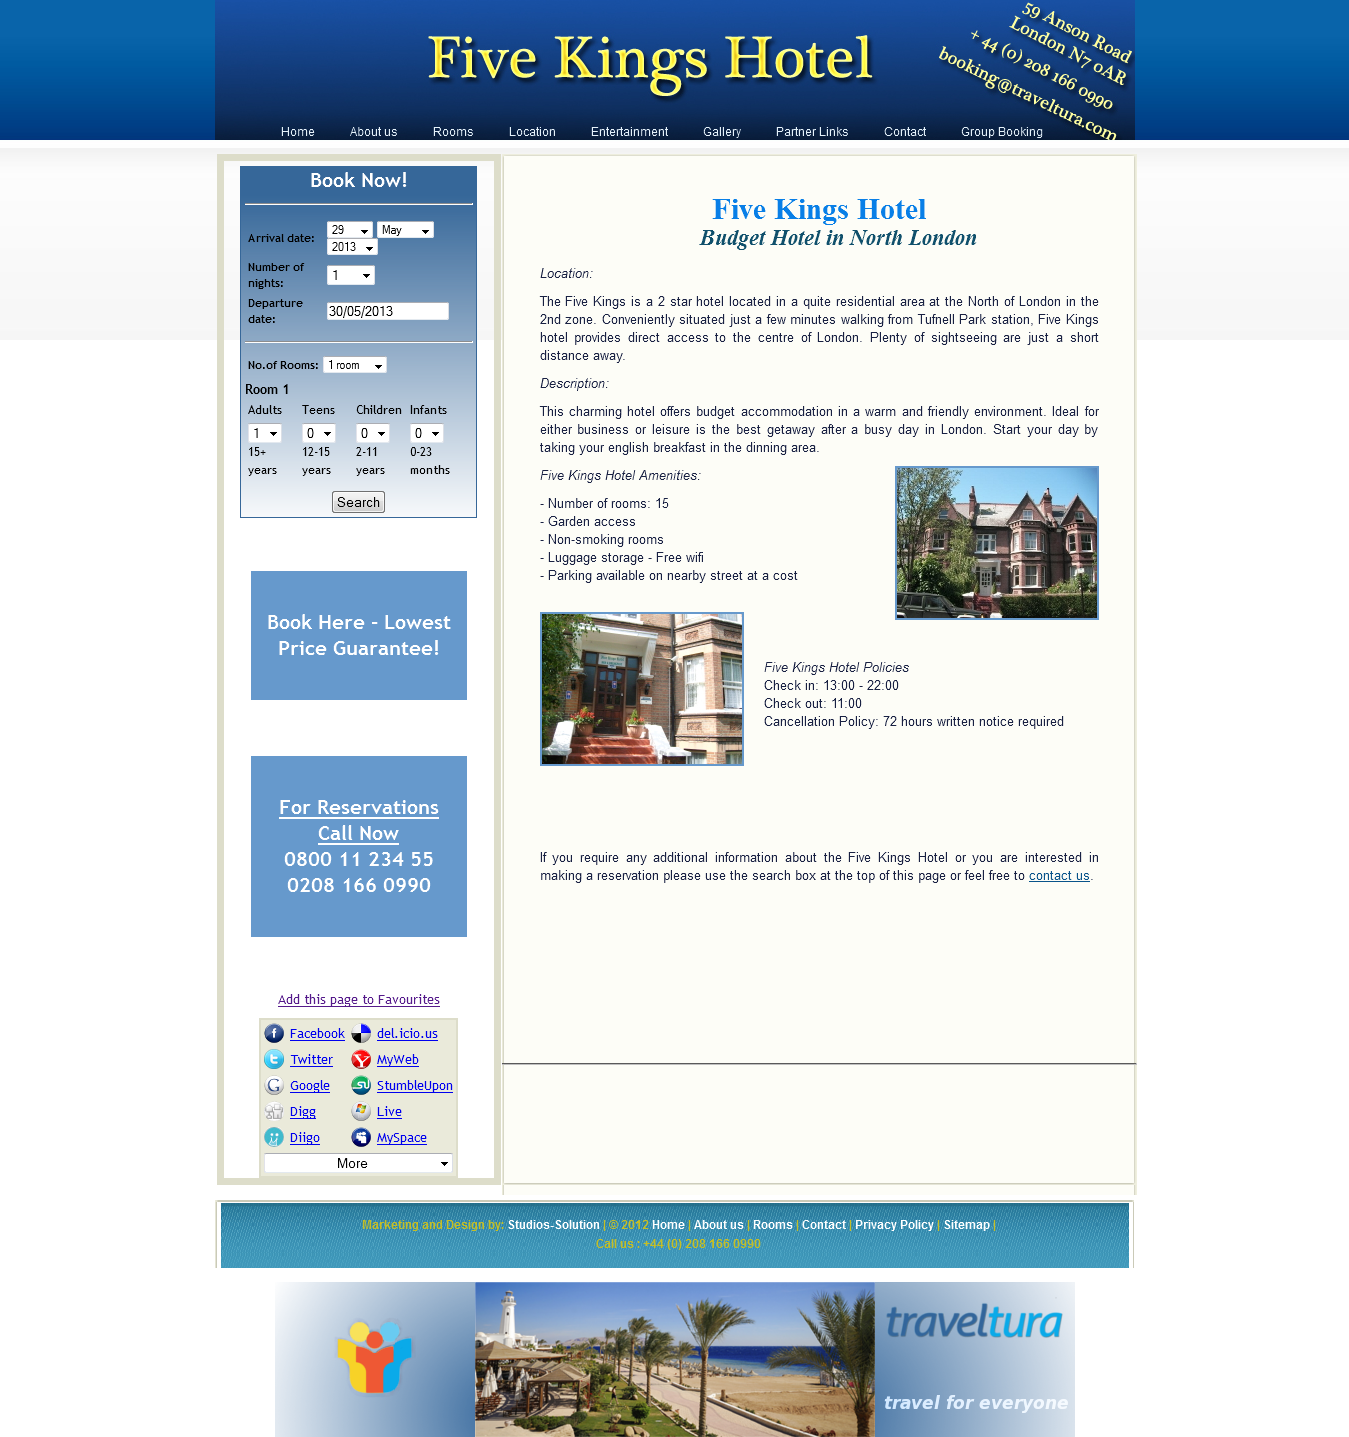 Five Kings Hotel
59 Anson Road
London N7 0AR
+ 44 (0) 208 166 0990
booking@traveltura.com
Home About us Rooms Location Entertainment Gallery Partner Links Contact Group Booking
Book Now!
Arrival date: 29 May
2013
Number of
nights: 1
Departure
date: 30/05/2013
No.of Rooms: 1 room
Room 1
Adults Teens Children Infants
1 0 0 0
15+ 12-15 2-11 0-23
years years years months
Search
Book Here - Lowest
Price Guarantee!
For Reservations
Call Now
0800 11 234 55
0208 166 0990
Add this page to Favourites
Facebook del.icio.us
Twitter MyWeb
Google StumbleUpon
Digg Live
Diigo MySpace
More
Five Kings Hotel
Budget Hotel in North London
Location:
The Five Kings is a 2 star hotel located in a quite residential area at the North of London in the
2nd zone. Conveniently situated just a few minutes walking from Tufnell Park station, Five Kings
hotel provides direct access to the centre of London. Plenty of sightseeing are just a short
distance away.
Description:
This charming hotel offers budget accommodation in a warm and friendly environment. Ideal for
either business or leisure is the best getaway after a busy day in London. Start your day by
taking your english breakfast in the dinning area.
Five Kings Hotel Amenities:
- Number of rooms: 15
- Garden access
- Non-smoking rooms
- Luggage storage - Free wifi
- Parking available on nearby street at a cost
Five Kings Hotel Policies
Check in: 13:00 - 22:00
Check out: 11:00
Cancellation Policy: 72 hours written notice required
If you require any additional information about the Five Kings Hotel or you are interested in
making a reservation please use the search box at the top of this page or feel free to contact us.
Marketing and Design by: Studios-Solution | © 2012 Home | About us | Rooms | Contact | Privacy Policy | Sitemap |
Call us : +44 (0) 208 166 0990
traveltura
travel for everyone